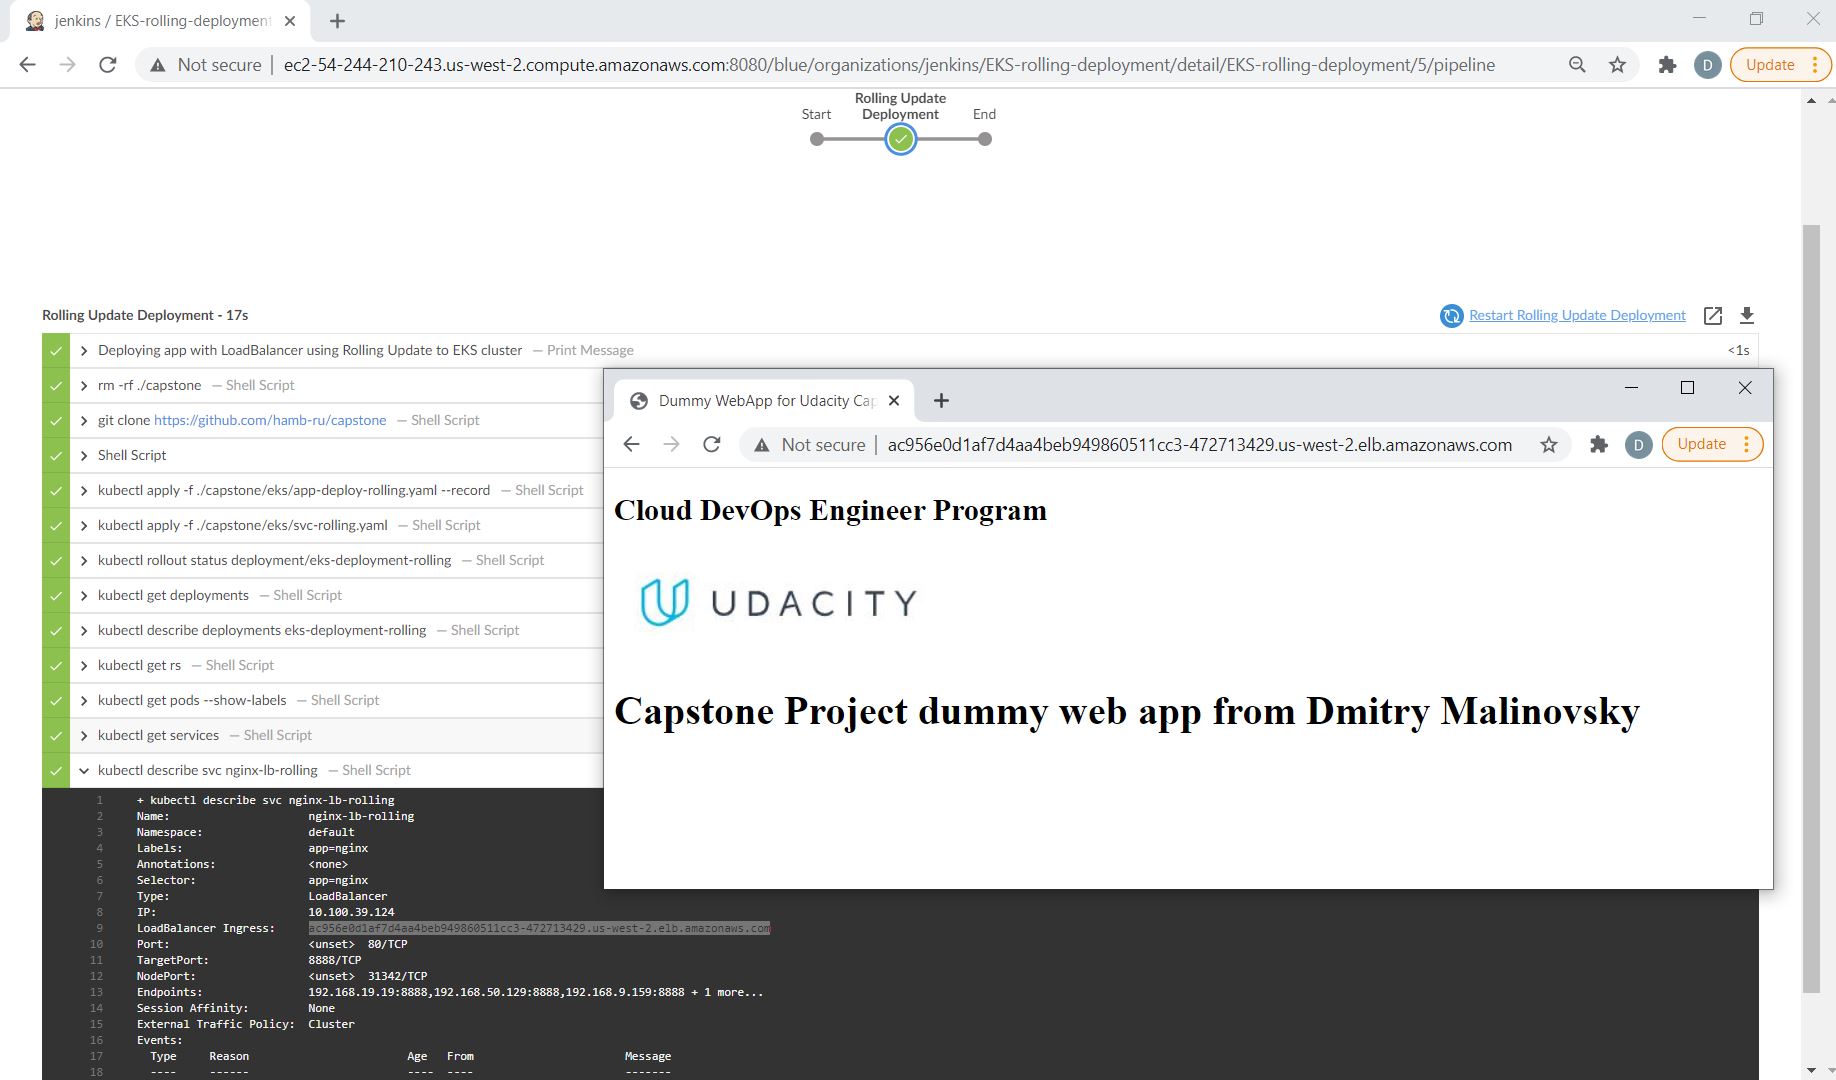 jenkins / EKS-rolling-deployment
Not secure | ec2-54-244-210-243.us-west-2.compute.amazonaws.com:8080/blue/organizations/jenkins/EKS-rolling-deployment/detail/EKS-rolling-deployment/5/pipeline
D
Update
Start
Rolling Update
Deployment
End
Rolling Update Deployment - 17s
Restart Rolling Update Deployment
Deploying app with LoadBalancer using Rolling Update to EKS cluster — Print Message
<1s
rm -rf ./capstone — Shell Script
git clone https://github.com/hamb-ru/capstone — Shell Script
Shell Script
kubectl apply -f ./capstone/eks/app-deploy-rolling.yaml --record — Shell Script
kubectl apply -f ./capstone/eks/svc-rolling.yaml — Shell Script
kubectl rollout status deployment/eks-deployment-rolling — Shell Script
kubectl get deployments — Shell Script
kubectl describe deployments eks-deployment-rolling — Shell Script
kubectl get rs — Shell Script
kubectl get pods --show-labels — Shell Script
kubectl get services — Shell Script
kubectl describe svc nginx-lb-rolling — Shell Script
1 + kubectl describe svc nginx-lb-rolling
2 Name: nginx-lb-rolling
3 Namespace: default
4 Labels: app=nginx
5 Annotations: <none>
6 Selector: app=nginx
7 Type: LoadBalancer
8 IP: 10.100.39.124
9 LoadBalancer Ingress: ac956e0d1af7d4aa4beb949860511cc3-472713429.us-west-2.elb.amazonaws.com
10 Port: <unset> 80/TCP
11 TargetPort: 8888/TCP
12 NodePort: <unset> 31342/TCP
13 Endpoints: 192.168.19.19:8888,192.168.50.129:8888,192.168.9.159:8888 + 1 more...
14 Session Affinity: None
15 External Traffic Policy: Cluster
16 Events:
17 Type Reason Age From Message
18 ---- ------ ---- ---- -------
Dummy WebApp for Udacity Cap
Not secure | ac956e0d1af7d4aa4beb949860511cc3-472713429.us-west-2.elb.amazonaws.com
D
Update
Cloud DevOps Engineer Program
UDACITY
Capstone Project dummy web app from Dmitry Malinovsky